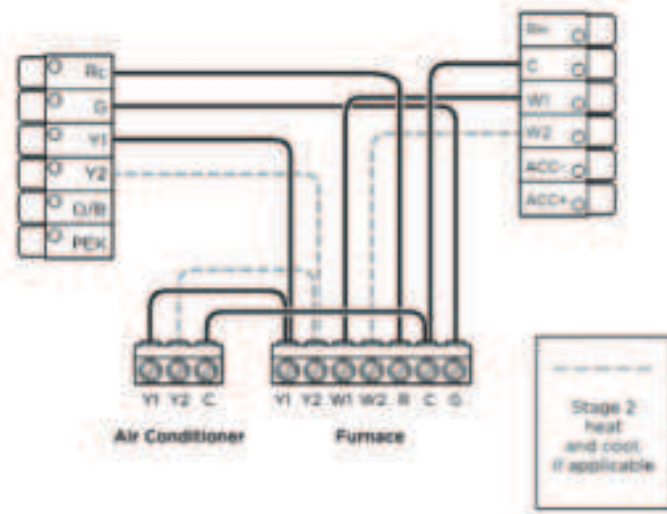 Rc
G
Y1
Y2
O/B
PEK
C
W1
W2
ACC-
ACC+
Y1 Y2 C
Air Conditioner
Y1 Y2 W1 W2 R C G
Furnace
Stage 2
heat
and cool,
if applicable